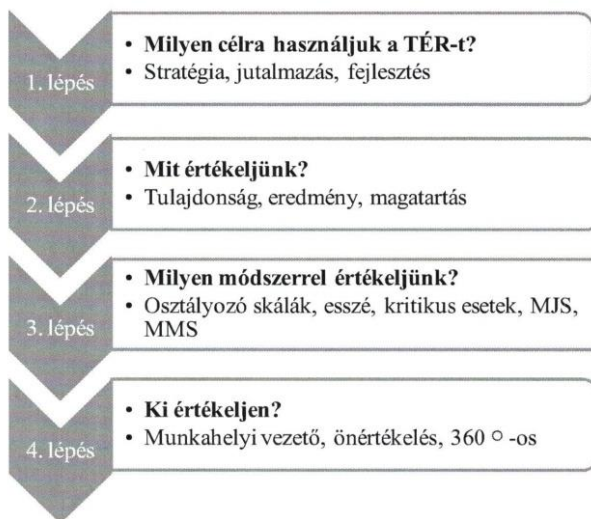 1. lépés
• Milyen célra használjuk a TÉR-t?
• Stratégia, jutalmazás, fejlesztés
2. lépés
• Mit értékeljünk?
• Tulajdonság, eredmény, magatartás
3. lépés
• Milyen módszerrel értékeljünk?
• Osztályozó skálák, esszé, kritikus esetek, MJS,
MMS
4. lépés
• Ki értékeljen?
• Munkahelyi vezető, önértékelés, 360 ° -os